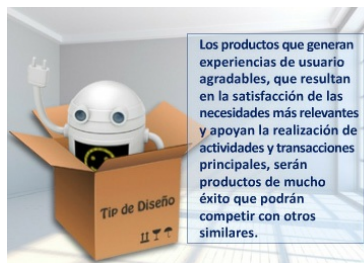 Los productos que generan
experiencias de usuario
agradables, que resultan
en la satisfacción de las
necesidades más relevantes
y apoyan la realización de
actividades y transacciones
principales, serán
productos de mucho
éxito que podrán
competir con otros
similares.
Tip de Diseño